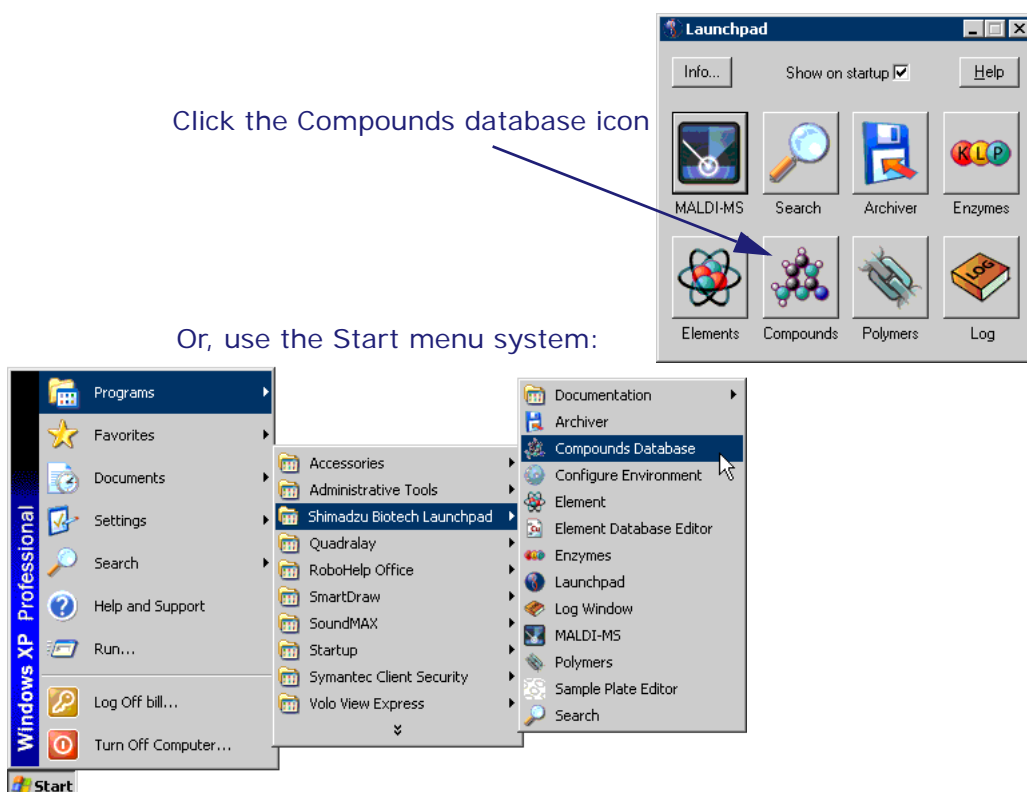 Launchpad
Info...
Show on startup
Help
Click the Compounds database icon
MALDI-MS
Search
Archiver
KLP
Enzymes
LOG
Elements
Compounds
Polymers
Log
Or, use the Start menu system:
Windows XP Professional
Programs
Favorites
Documents
Settings
Search
Help and Support
Run...
Log Off bill...
Turn Off Computer...
Start
Accessories
Administrative Tools
Shimadzu Biotech Launchpad
Quadralay
RoboHelp Office
SmartDraw
SoundMAX
Startup
Symantec Client Security
Volo View Express
Documentation
Archiver
Compounds Database
Configure Environment
Element
Element Database Editor
Enzymes
Launchpad
Log Window
MALDI-MS
Polymers
Sample Plate Editor
Search